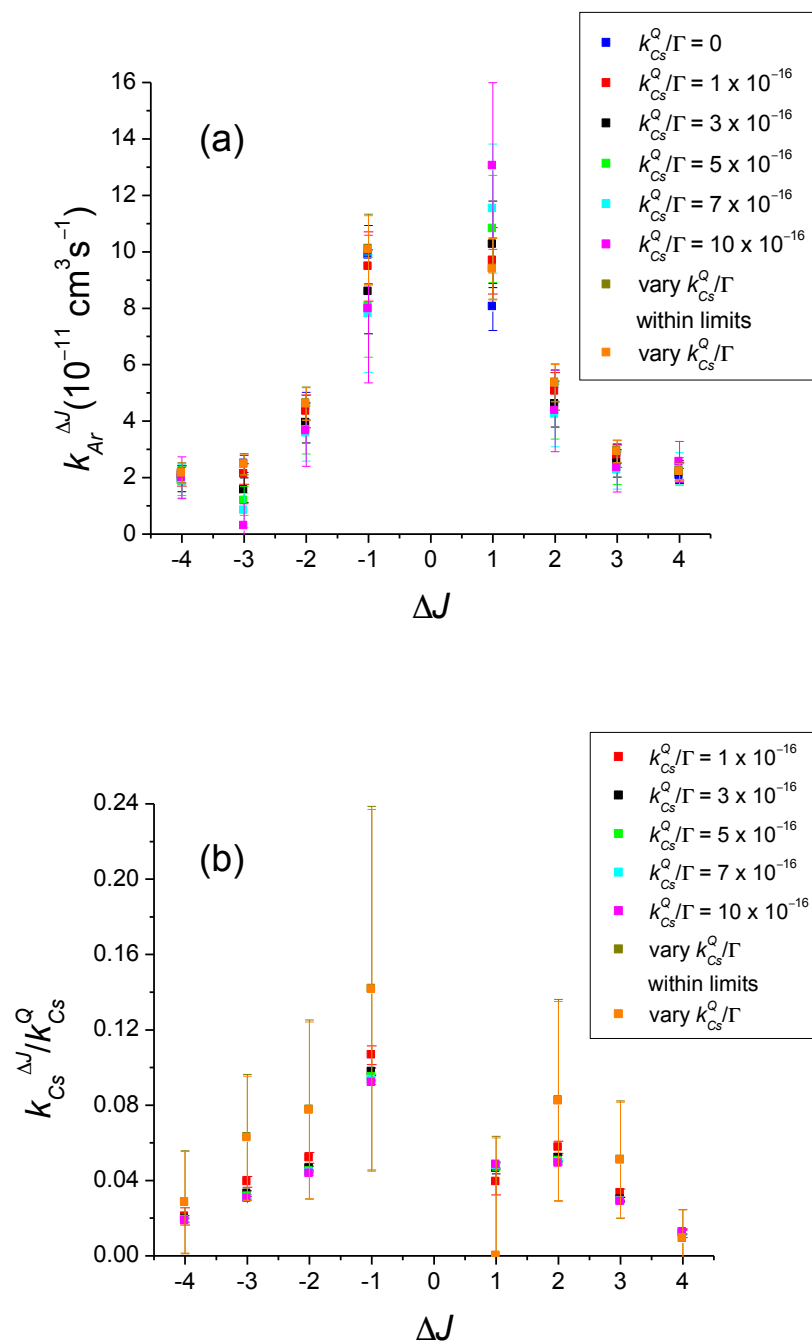 k_Cs^Q/Γ = 0
k_Cs^Q/Γ = 1 x 10⁻¹⁶
k_Cs^Q/Γ = 3 x 10⁻¹⁶
k_Cs^Q/Γ = 5 x 10⁻¹⁶
k_Cs^Q/Γ = 7 x 10⁻¹⁶
k_Cs^Q/Γ = 10 x 10⁻¹⁶
vary k_Cs^Q/Γ
within limits
vary k_Cs^Q/Γ
(a)
k_Ar^ΔJ (10⁻¹¹ cm³s⁻¹)
16
14
12
10
8
6
4
2
0
-4 -3 -2 -1 0 1 2 3 4
ΔJ
k_Cs^Q/Γ = 1 x 10⁻¹⁶
k_Cs^Q/Γ = 3 x 10⁻¹⁶
k_Cs^Q/Γ = 5 x 10⁻¹⁶
k_Cs^Q/Γ = 7 x 10⁻¹⁶
k_Cs^Q/Γ = 10 x 10⁻¹⁶
vary k_Cs^Q/Γ
within limits
vary k_Cs^Q/Γ
(b)
k_Cs^ΔJ/k_Cs^Q
0.24
0.20
0.16
0.12
0.08
0.04
0.00
-4 -3 -2 -1 0 1 2 3 4
ΔJ